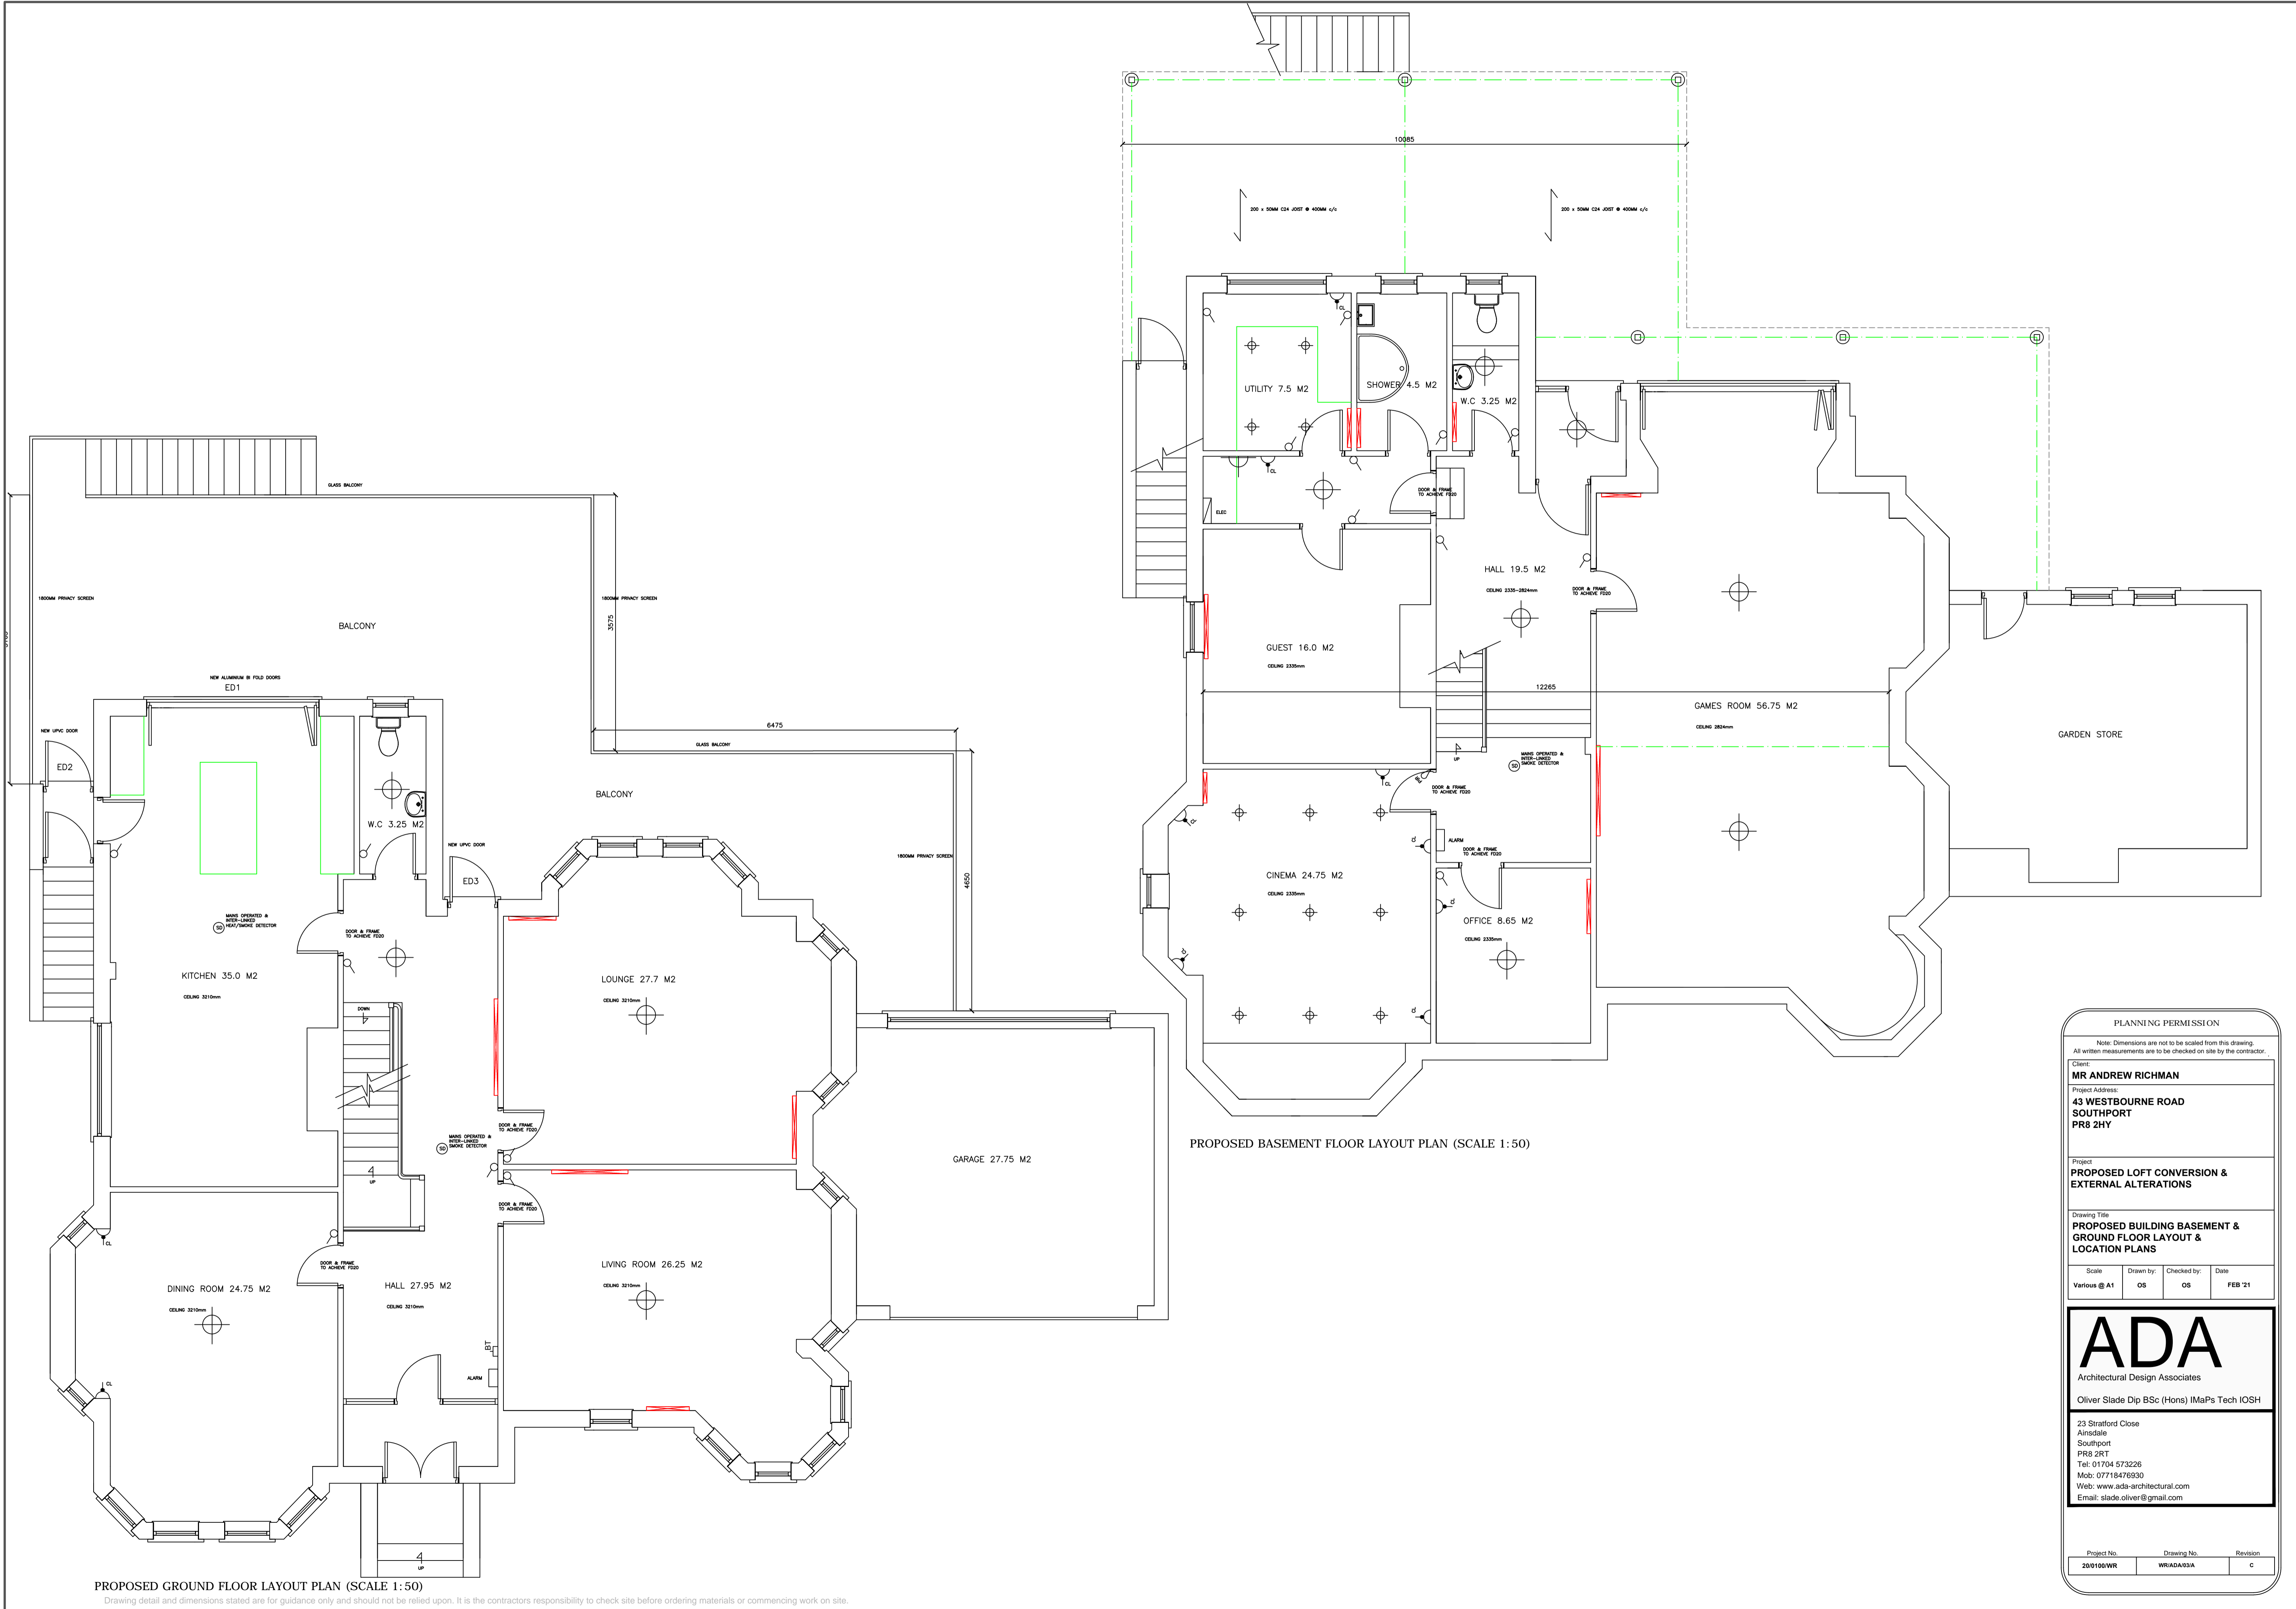 GLASS BALCONY
1800MM PRIVACY SCREEN
BALCONY
1800MM PRIVACY SCREEN
3575
NEW ALUMINIUM BI FOLD DOORS
ED1
NEW UPVC DOOR
ED2
6475
GLASS BALCONY
BALCONY
W.C 3.25 M2
NEW UPVC DOOR
ED3
1800MM PRIVACY SCREEN
4650
SD
MAINS OPERATED &
INTER-LINKED
HEAT/SMOKE DETECTOR
DOOR & FRAME
TO ACHIEVE FD20
KITCHEN 35.0 M2
CEILING 3210mm
LOUNGE 27.7 M2
CEILING 3210mm
DOWN
SD
MAINS OPERATED &
INTER-LINKED
SMOKE DETECTOR
DOOR & FRAME
TO ACHIEVE FD20
UP
GARAGE 27.75 M2
DOOR & FRAME
TO ACHIEVE FD20
CL
DOOR & FRAME
TO ACHIEVE FD20
DINING ROOM 24.75 M2
CEILING 3210mm
HALL 27.95 M2
CEILING 3210mm
LIVING ROOM 26.25 M2
CEILING 3210mm
BT
ALARM
CL
UP
PROPOSED GROUND FLOOR LAYOUT PLAN (SCALE 1:50)
Drawing detail and dimensions stated are for guidance only and should not be relied upon. It is the contractors responsibility to check site before ordering materials or commencing work on site.
10085
200 x 50MM C24 JOIST @ 400MM c/c
200 x 50MM C24 JOIST @ 400MM c/c
CL
UTILITY 7.5 M2
SHOWER 4.5 M2
W.C 3.25 M2
CL
ELEC
DOOR & FRAME
TO ACHIEVE FD20
HALL 19.5 M2
CEILING 2335-2824mm
DOOR & FRAME
TO ACHIEVE FD20
GUEST 16.0 M2
CEILING 2335mm
12265
GAMES ROOM 56.75 M2
CEILING 2824mm
GARDEN STORE
UP
SD
MAINS OPERATED &
INTER-LINKED
SMOKE DETECTOR
CL
DOOR & FRAME
TO ACHIEVE FD20
ALARM
DOOR & FRAME
TO ACHIEVE FD20
CINEMA 24.75 M2
CEILING 2335mm
OFFICE 8.65 M2
CEILING 2335mm
PROPOSED BASEMENT FLOOR LAYOUT PLAN (SCALE 1:50)
PLANNING PERMISSION
Note: Dimensions are not to be scaled from this drawing.
All written measurements are to be checked on site by the contractor.
Client:
MR ANDREW RICHMAN
Project Address:
43 WESTBOURNE ROAD
SOUTHPORT
PR8 2HY
Project
PROPOSED LOFT CONVERSION &
EXTERNAL ALTERATIONS
Drawing Title
PROPOSED BUILDING BASEMENT &
GROUND FLOOR LAYOUT &
LOCATION PLANS
Scale Drawn by: Checked by: Date
Various @ A1 OS OS FEB '21
ADA
Architectural Design Associates
Oliver Slade Dip BSc (Hons) IMaPs Tech IOSH
23 Stratford Close
Ainsdale
Southport
PR8 2RT
Tel: 01704 573226
Mob: 07718476930
Web: www.ada-architectural.com
Email: slade.oliver@gmail.com
Project No. Drawing No. Revision
20/0100/WR WR/ADA/03/A C